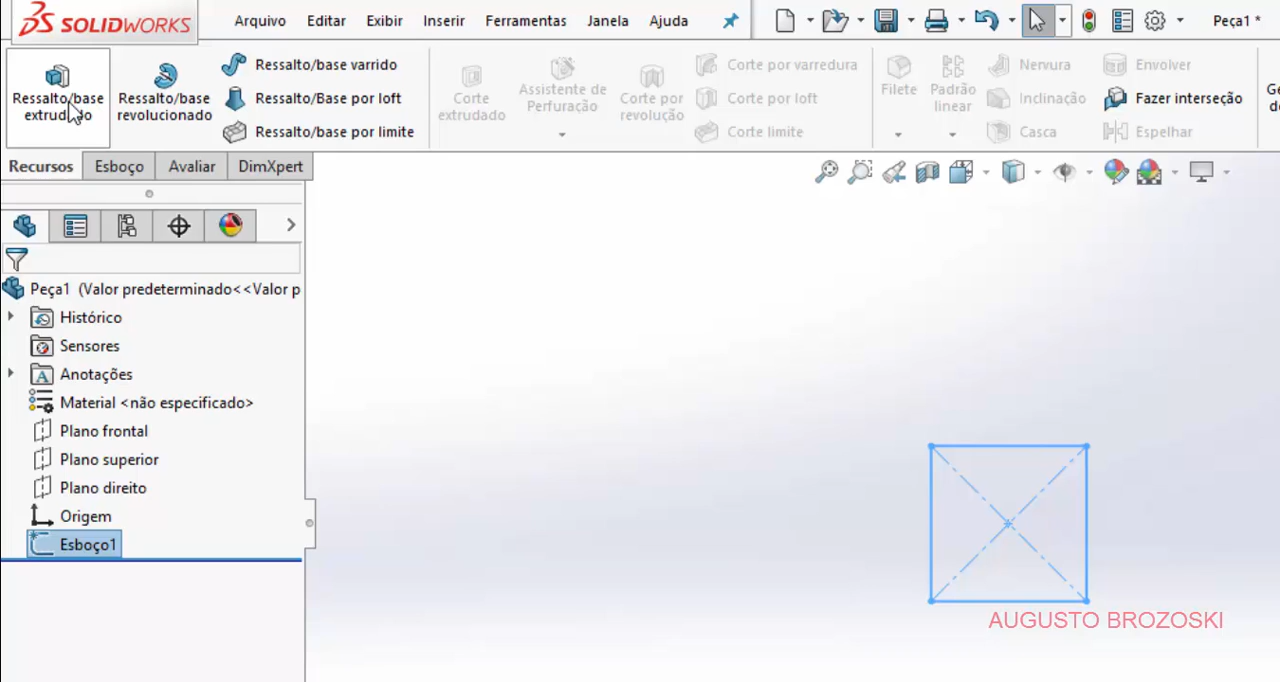 SOLIDWORKS
Arquivo Editar Exibir Inserir Ferramentas Janela Ajuda
Peça1 *
Ressalto/base
extrudado
Ressalto/base
revolucionado
Ressalto/base varrido
Ressalto/Base por loft
Ressalto/base por limite
Corte
extrudado
Assistente de
Perfuração
Corte por
revolução
Corte por varredura
Corte por loft
Corte limite
Filete
Padrão
linear
Nervura
Inclinação
Casca
Envolver
Fazer interseção
Espelhar
Recursos Esboço Avaliar DimXpert
Peça1 (Valor predeterminado<<Valor p
Histórico
Sensores
Anotações
Material <não especificado>
Plano frontal
Plano superior
Plano direito
Origem
Esboço1
AUGUSTO BROZOSKI